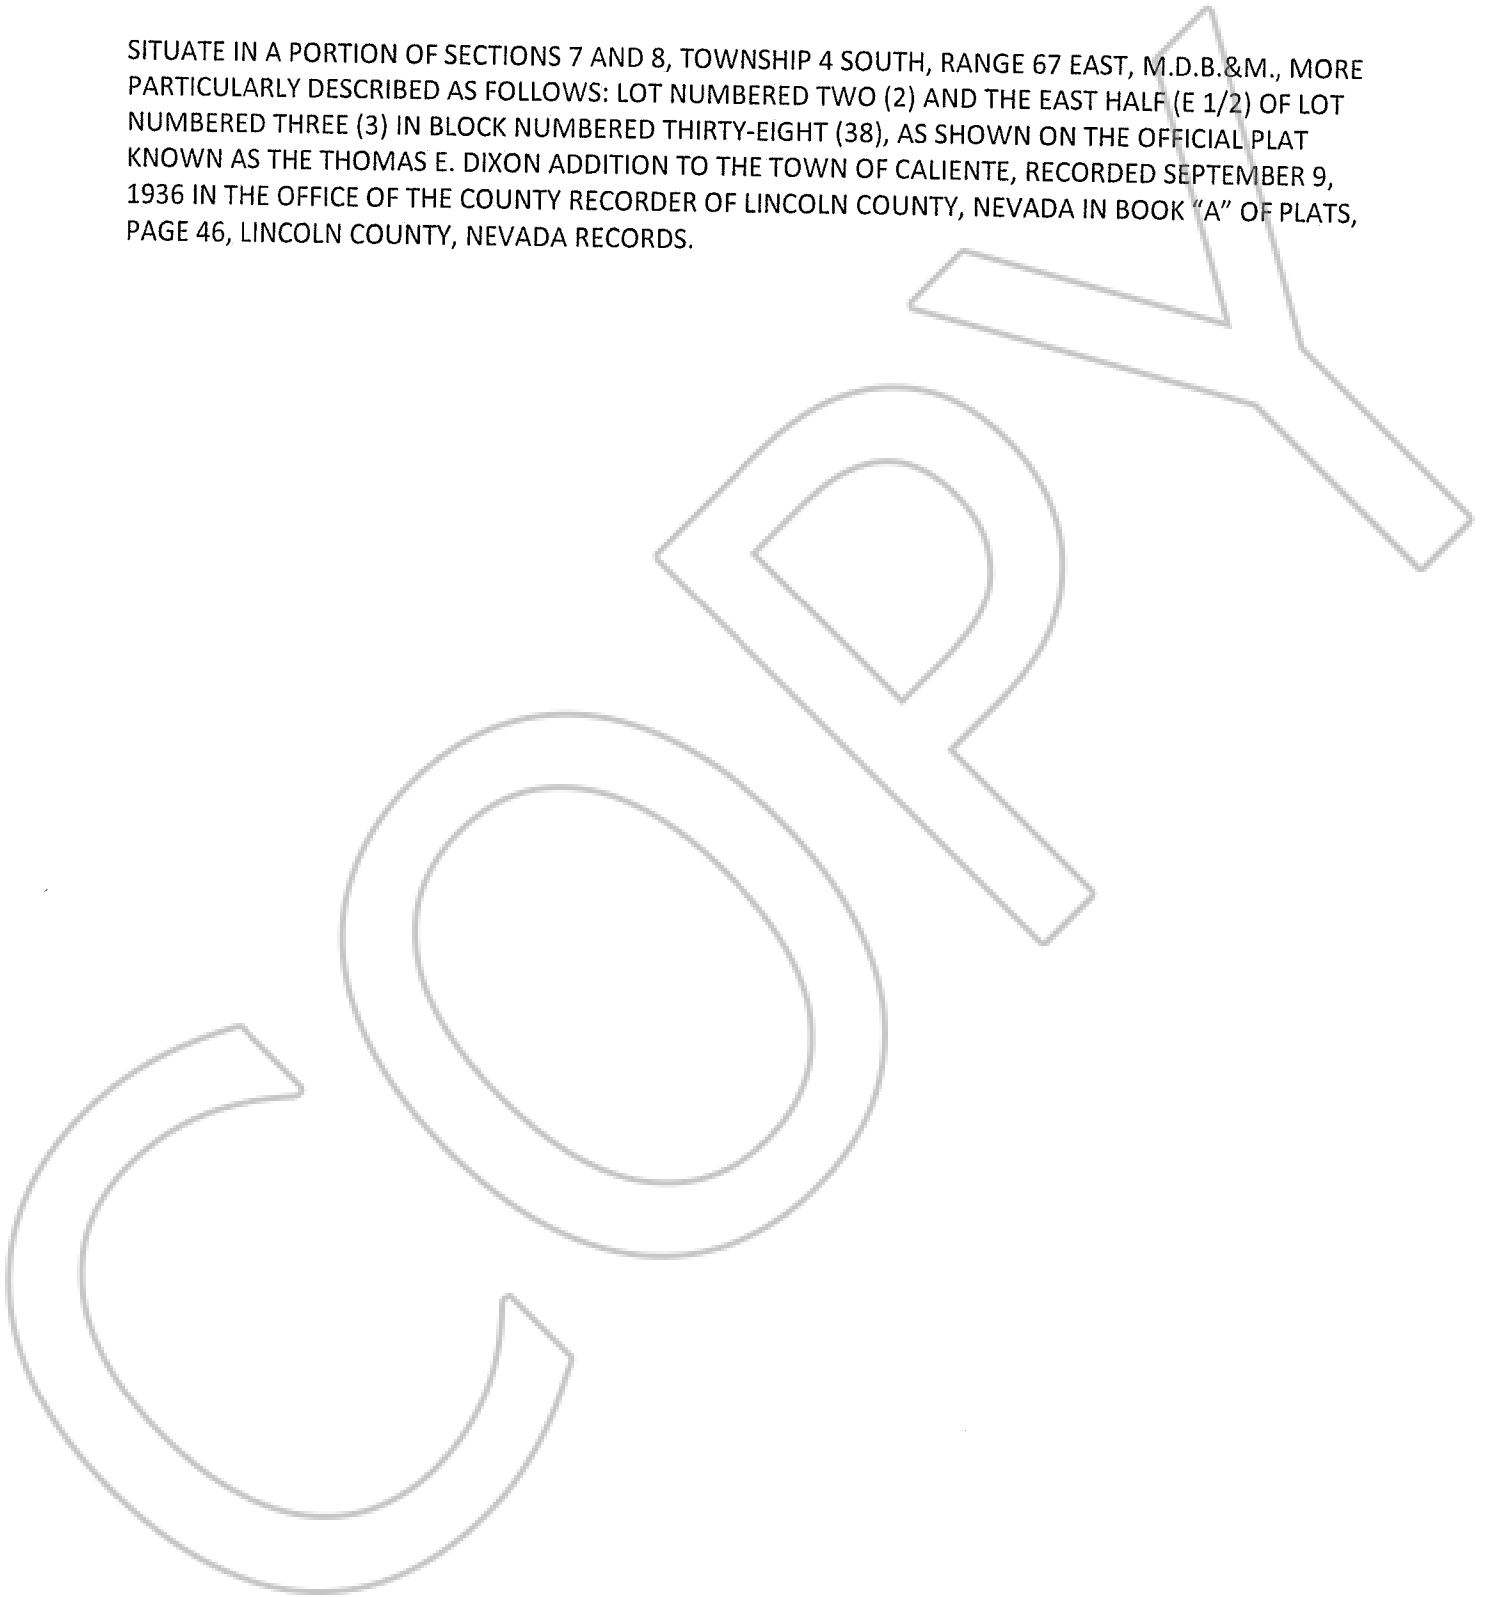 SITUATE IN A PORTION OF SECTIONS 7 AND 8, TOWNSHIP 4 SOUTH, RANGE 67 EAST, M.D.B.&M., MORE
PARTICULARLY DESCRIBED AS FOLLOWS: LOT NUMBERED TWO (2) AND THE EAST HALF (E 1/2) OF LOT
NUMBERED THREE (3) IN BLOCK NUMBERED THIRTY-EIGHT (38), AS SHOWN ON THE OFFICIAL PLAT
KNOWN AS THE THOMAS E. DIXON ADDITION TO THE TOWN OF CALIENTE, RECORDED SEPTEMBER 9,
1936 IN THE OFFICE OF THE COUNTY RECORDER OF LINCOLN COUNTY, NEVADA IN BOOK “A” OF PLATS,
PAGE 46, LINCOLN COUNTY, NEVADA RECORDS.
COPY